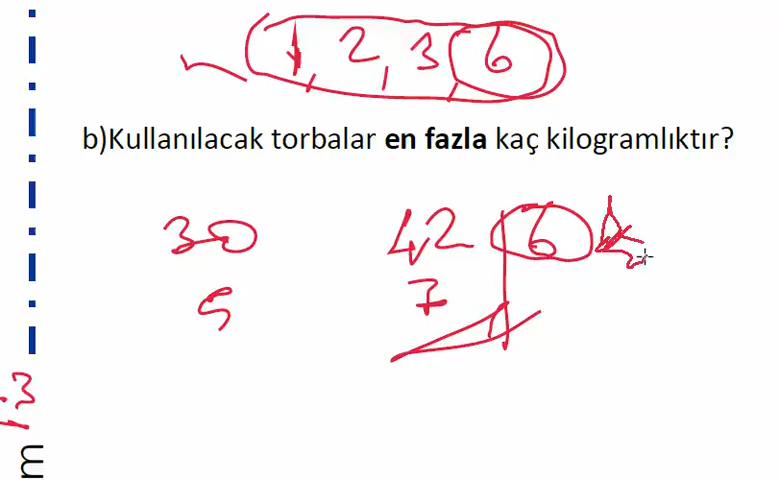 1, 2, 3, 6
b)Kullanılacak torbalar en fazla kaç kilogramlıktır?
30 42 6
5 7
m